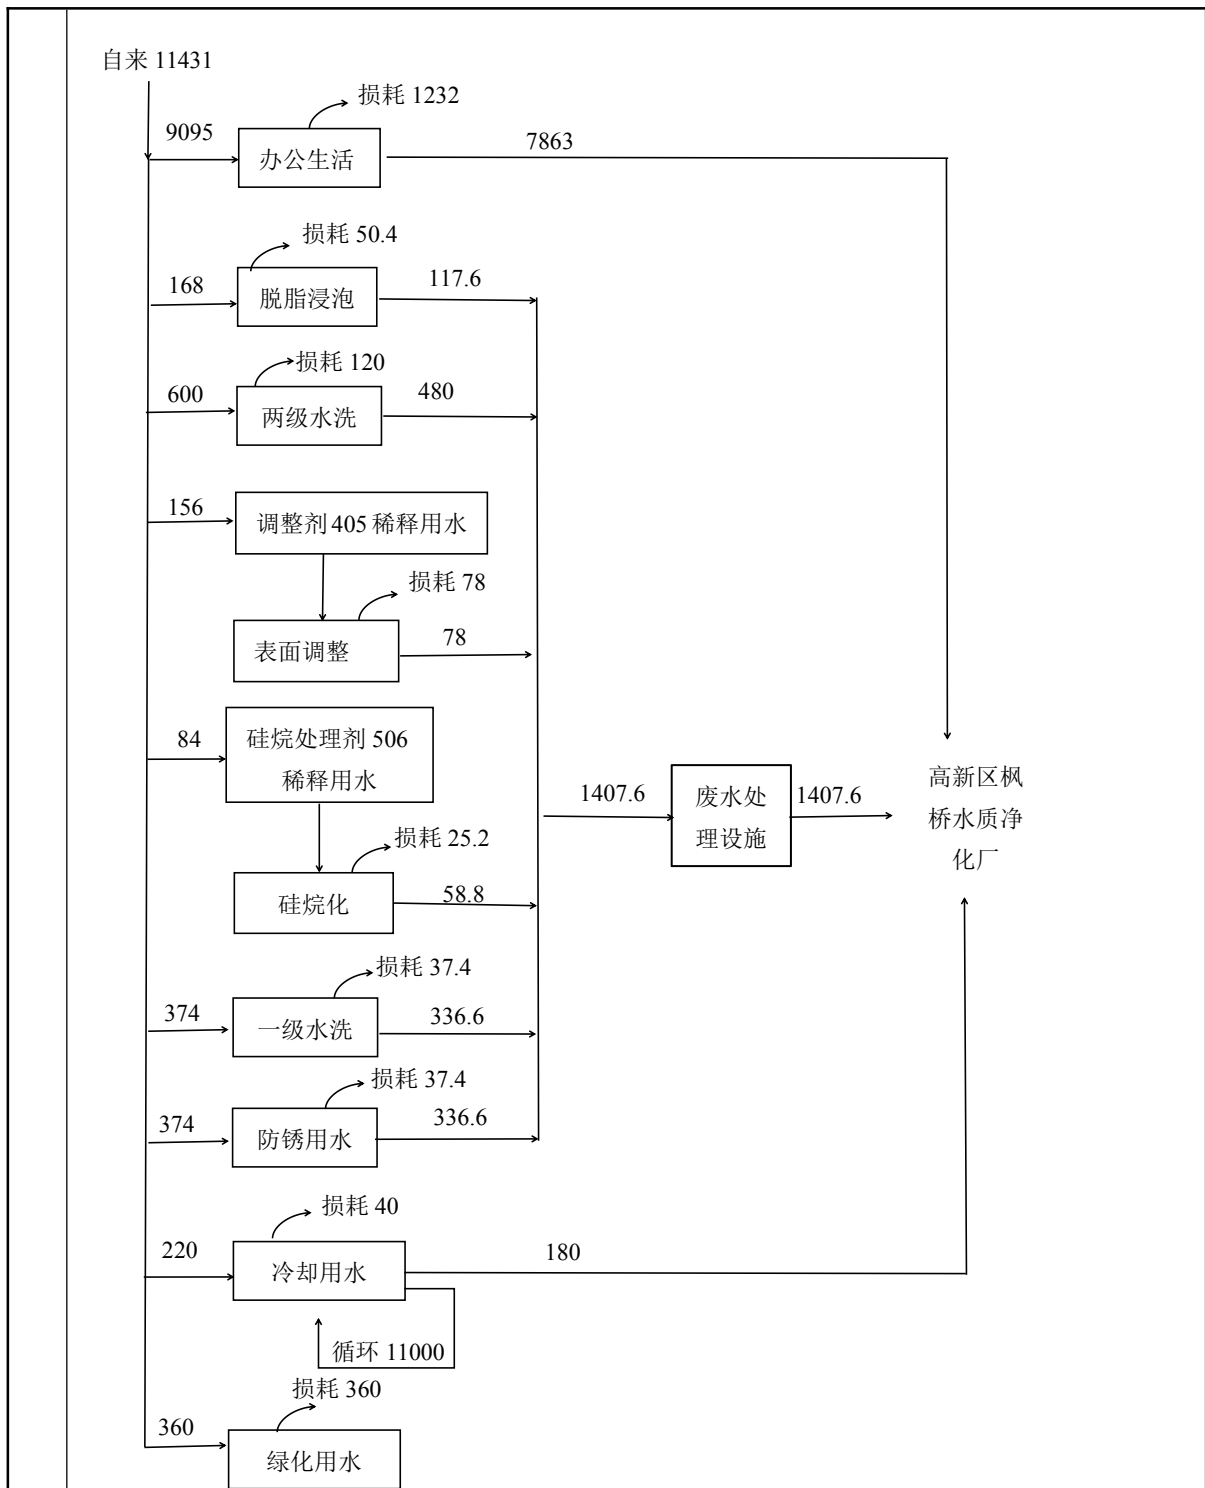 自来 11431
损耗 1232
9095
办公生活
7863
损耗 50.4
168
脱脂浸泡
117.6
损耗 120
600
两级水洗
480
156
调整剂 405 稀释用水
损耗 78
表面调整
78
84
硅烷处理剂 506
稀释用水
损耗 25.2
硅烷化
58.8
1407.6
废水处
理设施
1407.6
高新区枫
桥水质净
化厂
损耗 37.4
374
一级水洗
336.6
损耗 37.4
374
防锈用水
336.6
损耗 40
220
冷却用水
180
循环 11000
损耗 360
360
绿化用水